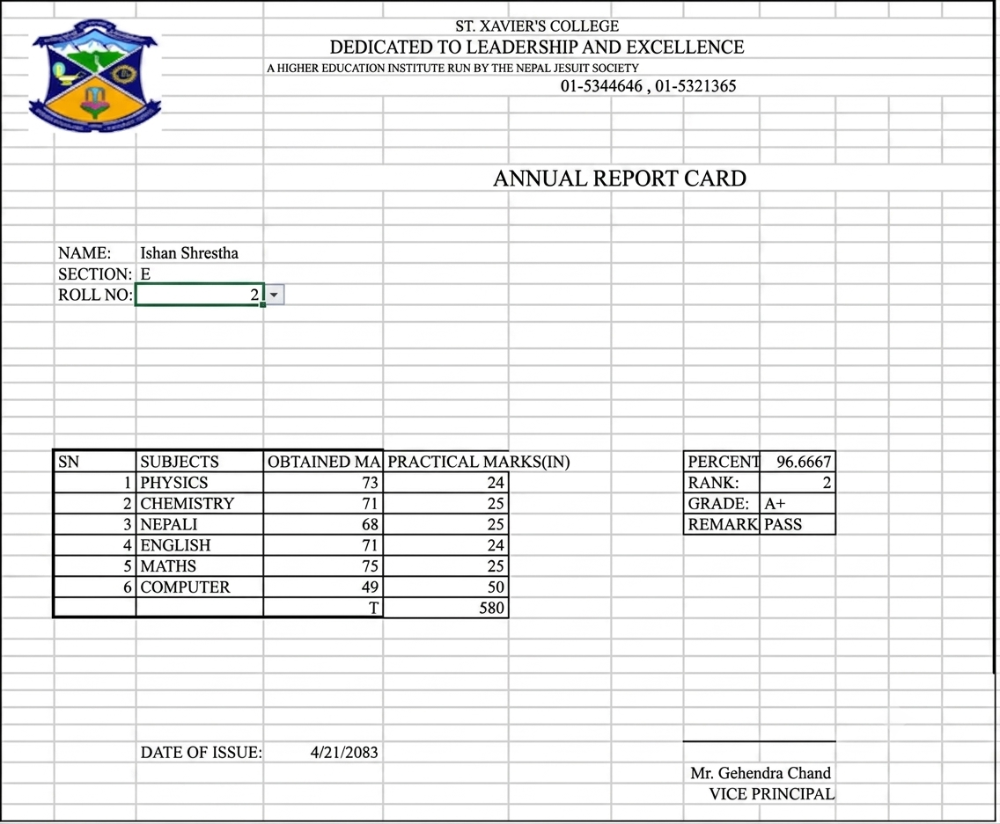 ST. XAVIER'S COLLEGE
DEDICATED TO LEADERSHIP AND EXCELLENCE
A HIGHER EDUCATION INSTITUTE RUN BY THE NEPAL JESUIT SOCIETY
01-5344646 , 01-5321365
ANNUAL REPORT CARD
NAME: Ishan Shrestha
SECTION: E
ROLL NO: 2
SN SUBJECTS OBTAINED MA PRACTICAL MARKS(IN) PERCENT 96.6667
1 PHYSICS 73 24 RANK: 2
2 CHEMISTRY 71 25 GRADE: A+
3 NEPALI 68 25 REMARK PASS
4 ENGLISH 71 24
5 MATHS 75 25
6 COMPUTER 49 50
T 580
DATE OF ISSUE: 4/21/2083
Mr. Gehendra Chand
VICE PRINCIPAL